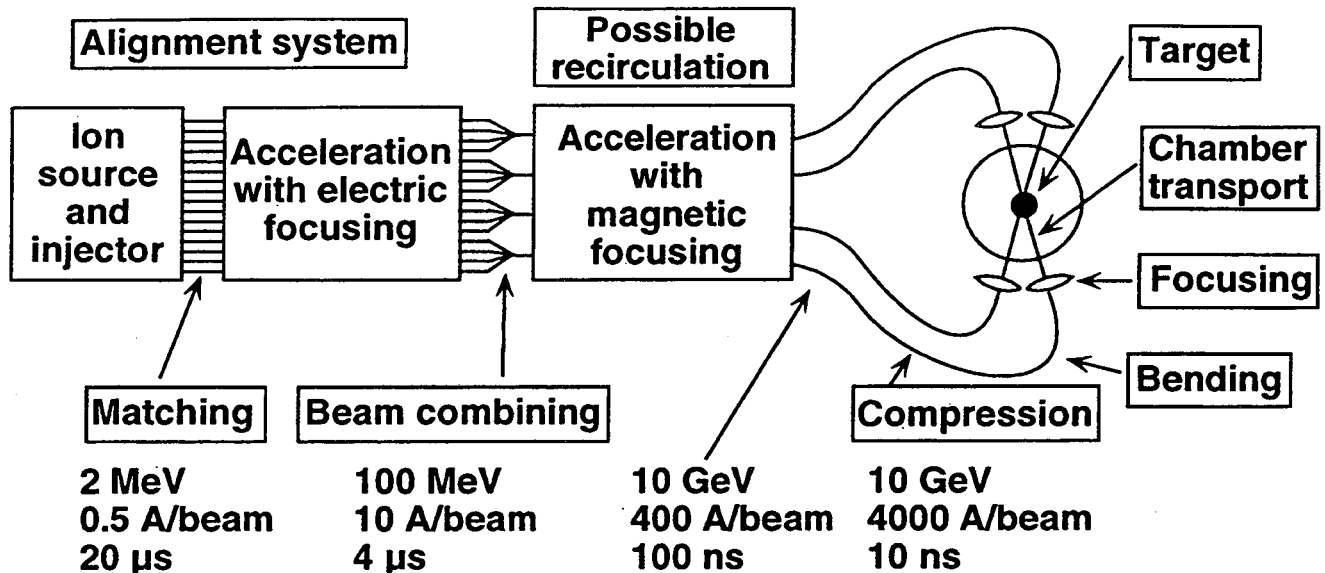 Alignment system
Possible
recirculation
Target
Ion
source
and
injector
Acceleration
with electric
focusing
Acceleration
with
magnetic
focusing
Chamber
transport
Focusing
Bending
Matching
Beam combining
Compression
2 MeV
0.5 A/beam
20 µs
100 MeV
10 A/beam
4 µs
10 GeV
400 A/beam
100 ns
10 GeV
4000 A/beam
10 ns